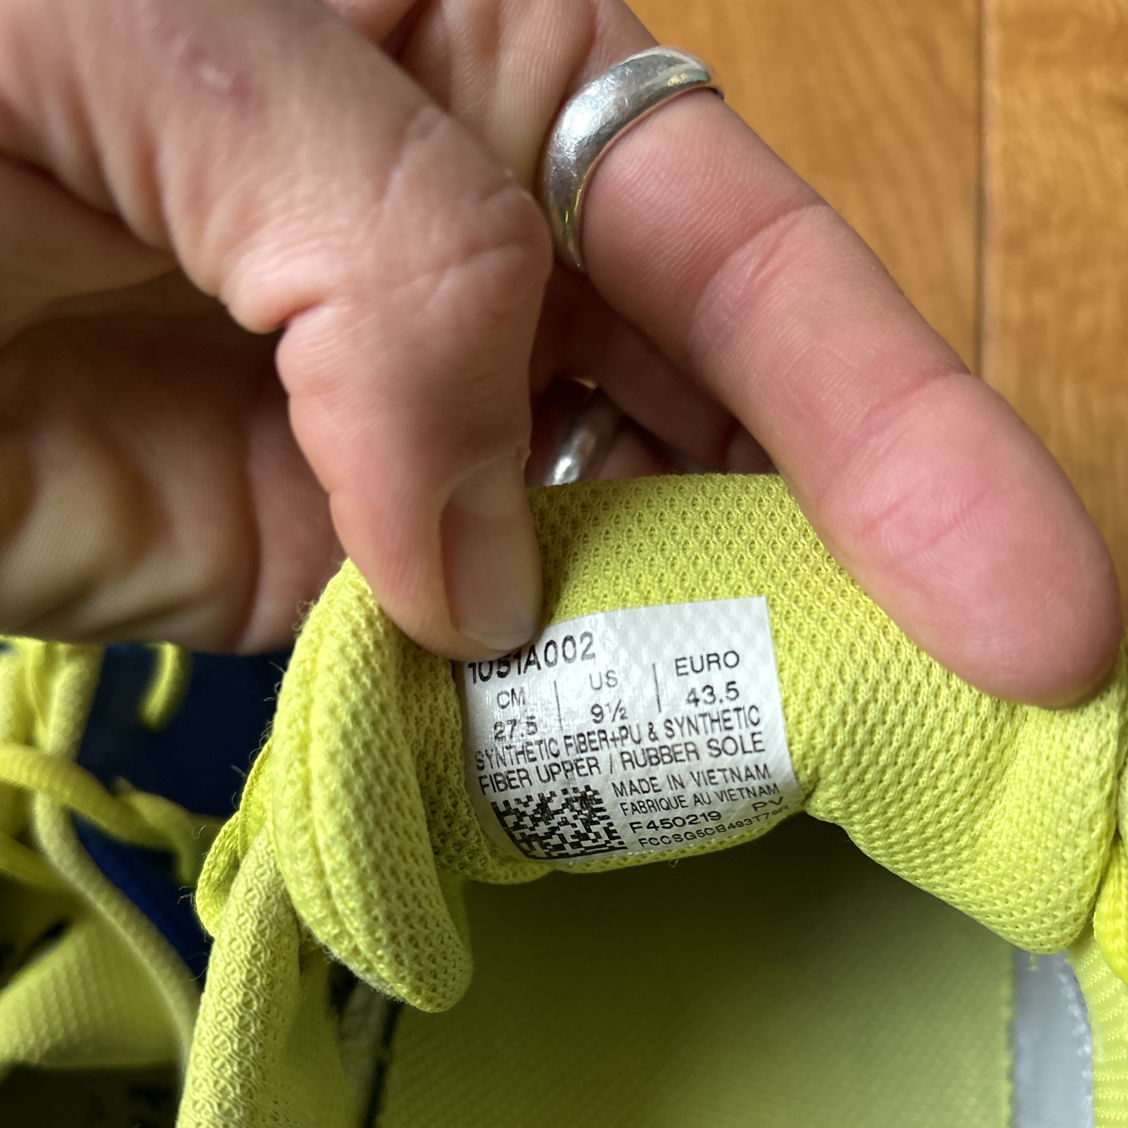 1051A002
CM | US | EURO
27.5 | 9½ | 43.5
SYNTHETIC FIBER+PU & SYNTHETIC
FIBER UPPER / RUBBER SOLE
MADE IN VIETNAM
FABRIQUE AU VIETNAM
F450219 PV